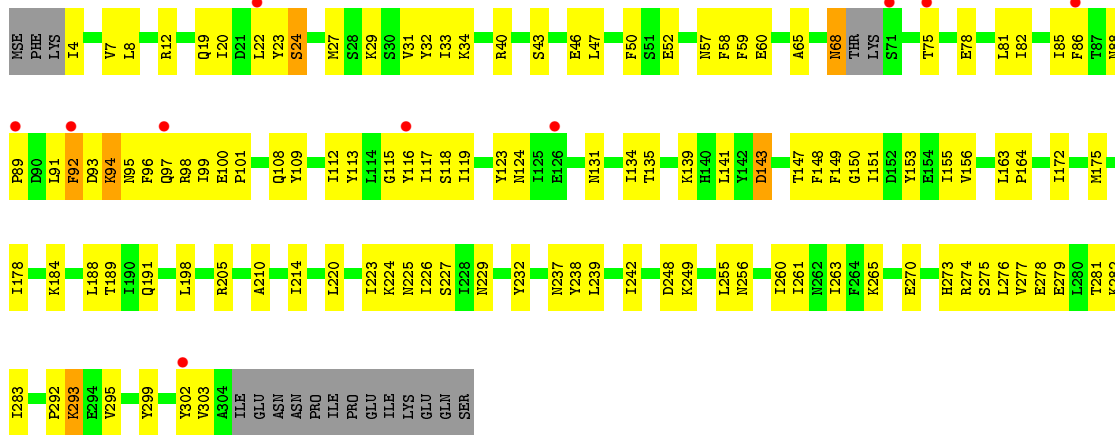 MSE PHE LYS I4 V7 L8 R12 Q19 I20 D21 L22 Y23 S24 M27 S28 K29 S30 V31 Y32 I33 K34 R40 S43 E46 L47 F50 S51 E52 N57 F58 F59 E60 A65 N68 THR LYS S71 T75 E78 L81 I82 I85 F86 T87 N88
P89 D90 L91 F92 D93 K94 N95 F96 Q97 R98 I99 E100 P101 Q108 Y109 I112 Y113 L114 G115 Y116 I117 S118 I119 Y123 N124 I125 E126 N131 I134 T135 K139 H140 L141 Y142 D143 T147 F148 F149 G150 I151 D152 Y153 E154 I155 V156 L163 P164 I172 M175
I178 K184 L188 T189 I190 Q191 L198 R205 A210 I214 L220 I223 K224 N225 I226 S227 I228 N229 Y232 N237 Y238 L239 I242 D248 K249 L255 N256 I260 I261 N262 I263 F264 K265 E270 H273 R274 S275 L276 V277 E278 E279 L280 T281 K282
I283 P292 K293 E294 V295 Y299 Y302 V303 A304 ILE GLU ASN ASN PRO ILE PRO GLU ILE LYS GLU GLN SER